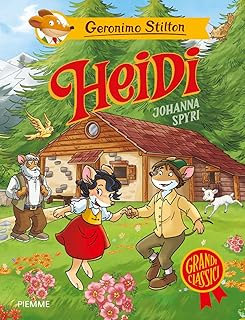 Geronimo Stilton
HEIDI
JOHANNA
SPYRI
GRANDI
CLASSICI
PIEMME